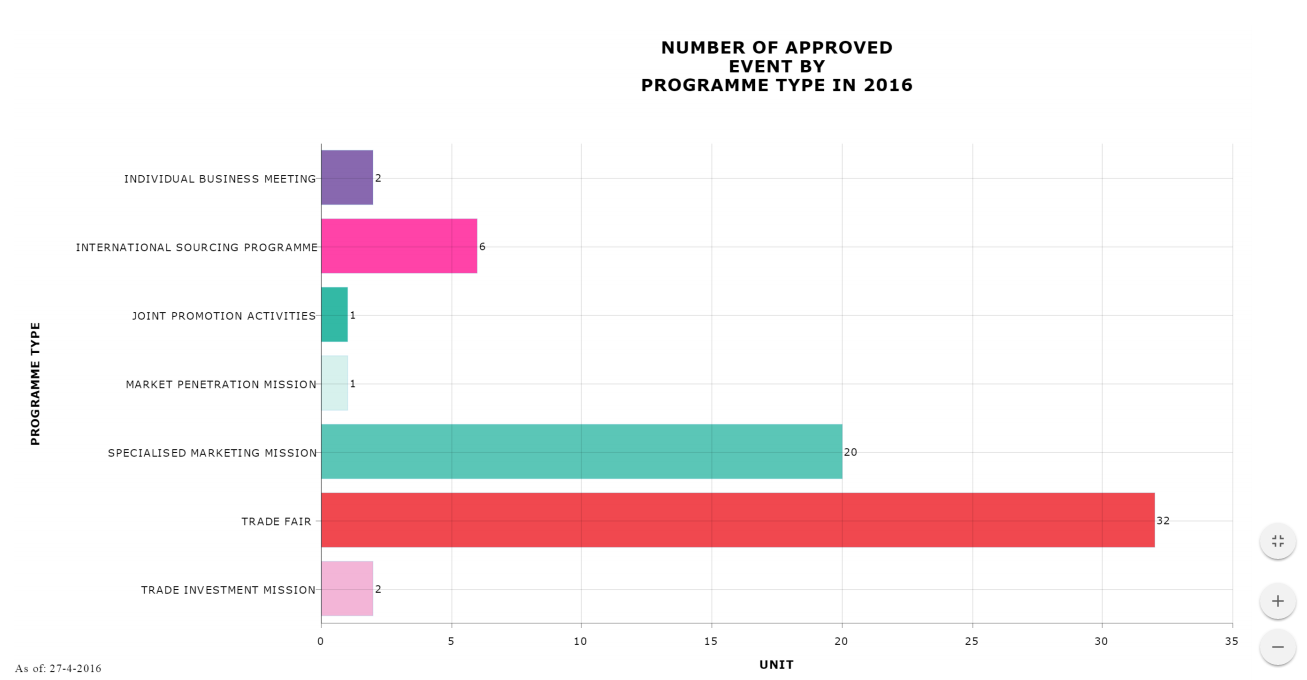 NUMBER OF APPROVED
EVENT BY
PROGRAMME TYPE IN 2016
PROGRAMME TYPE
INDIVIDUAL BUSINESS MEETING 2
INTERNATIONAL SOURCING PROGRAMME 6
JOINT PROMOTION ACTIVITIES 1
MARKET PENETRATION MISSION 1
SPECIALISED MARKETING MISSION 20
TRADE FAIR 32
TRADE INVESTMENT MISSION 2
0 5 10 15 20 25 30 35
UNIT
As of: 27-4-2016